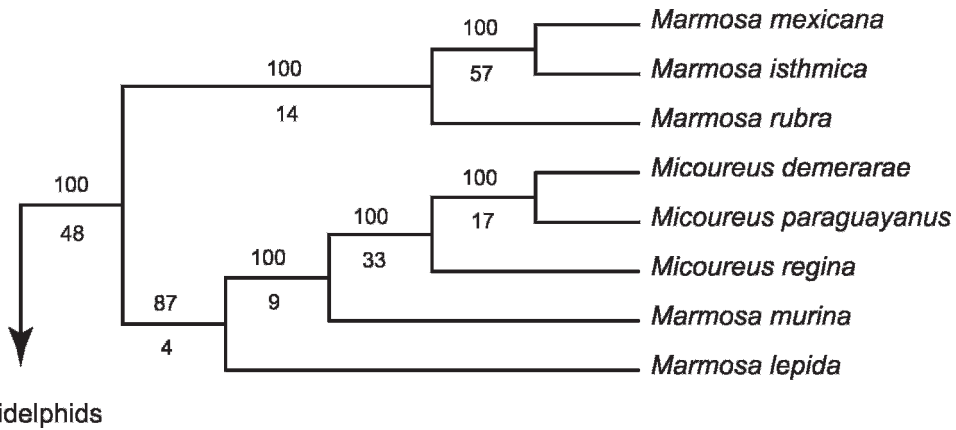 100
Marmosa mexicana
100
57
Marmosa isthmica
14
Marmosa rubra
100
Micoureus demerarae
100
100
17
Micoureus paraguayanus
48
100
33
Micoureus regina
87
9
Marmosa murina
4
Marmosa lepida
idelphids